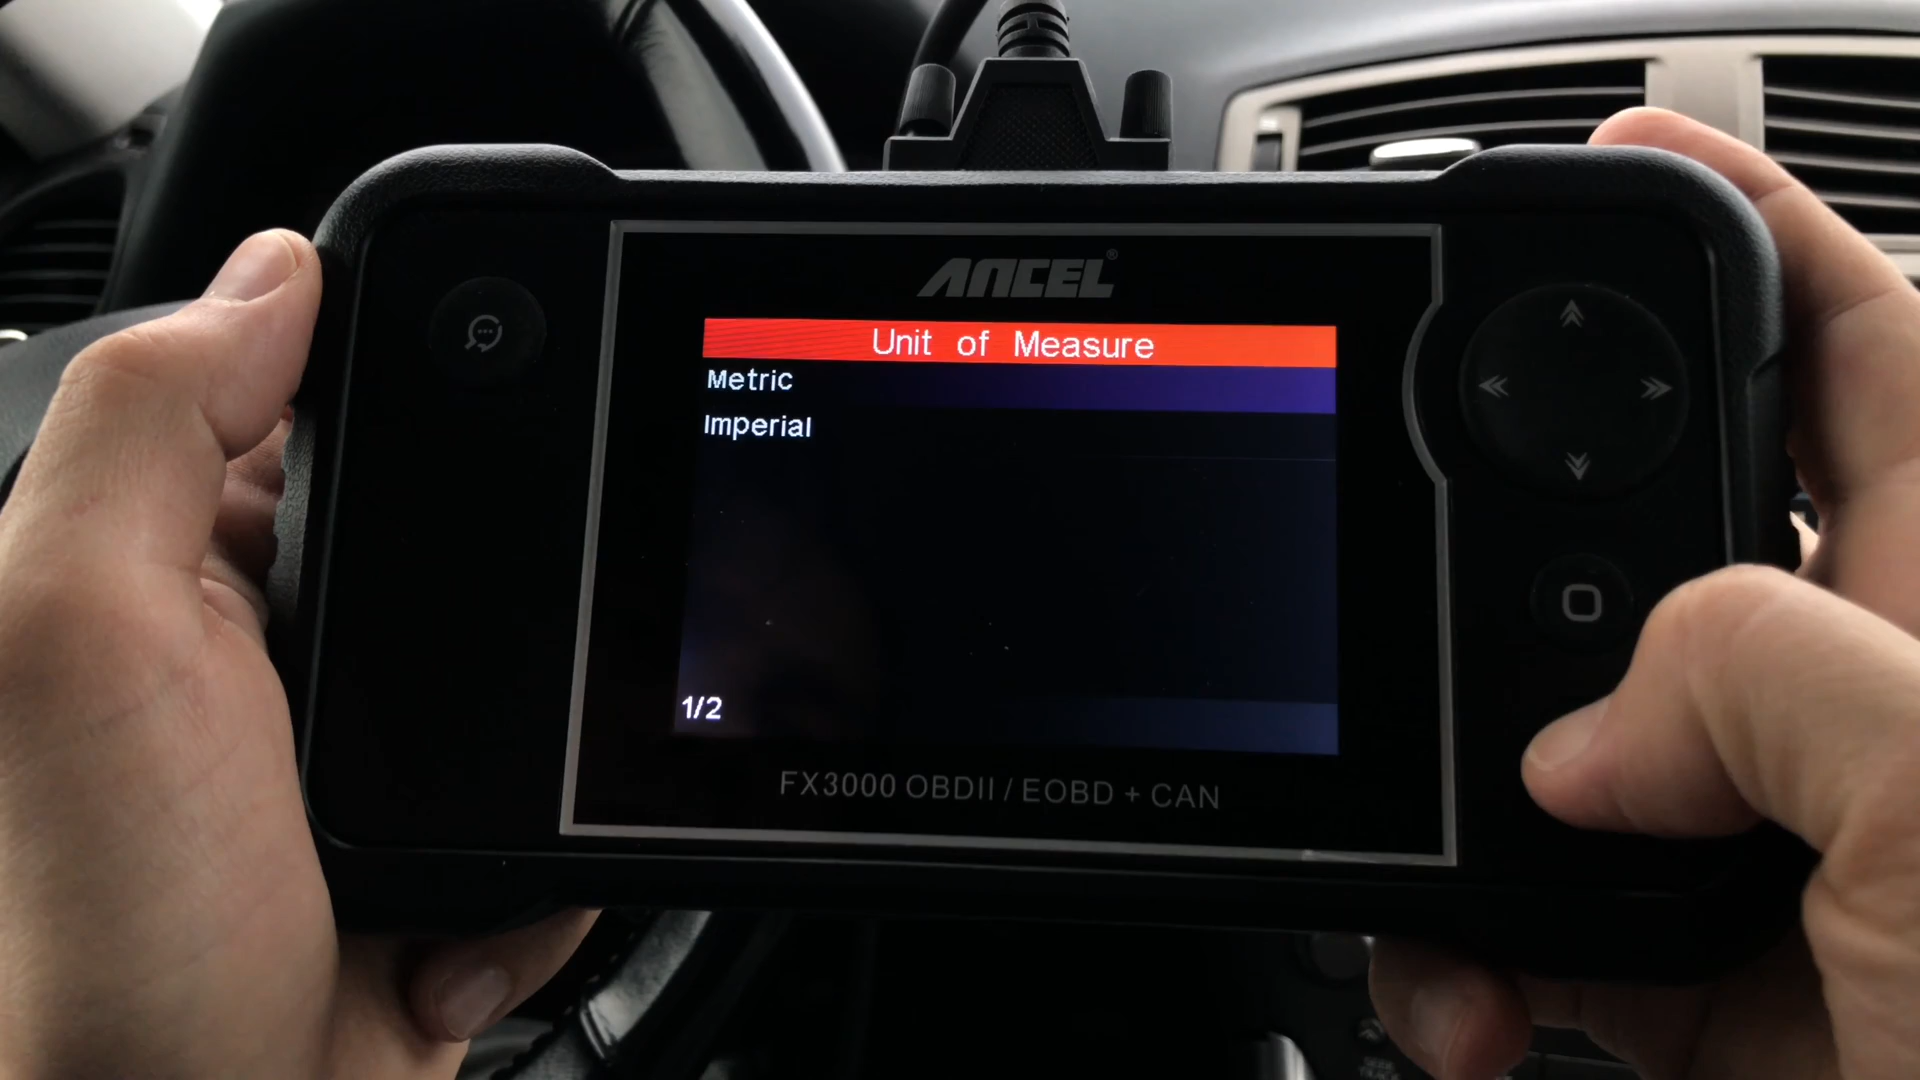 ANCEL®
Unit of Measure
Metric
Imperial
1/2
FX3000 OBDII / EOBD + CAN